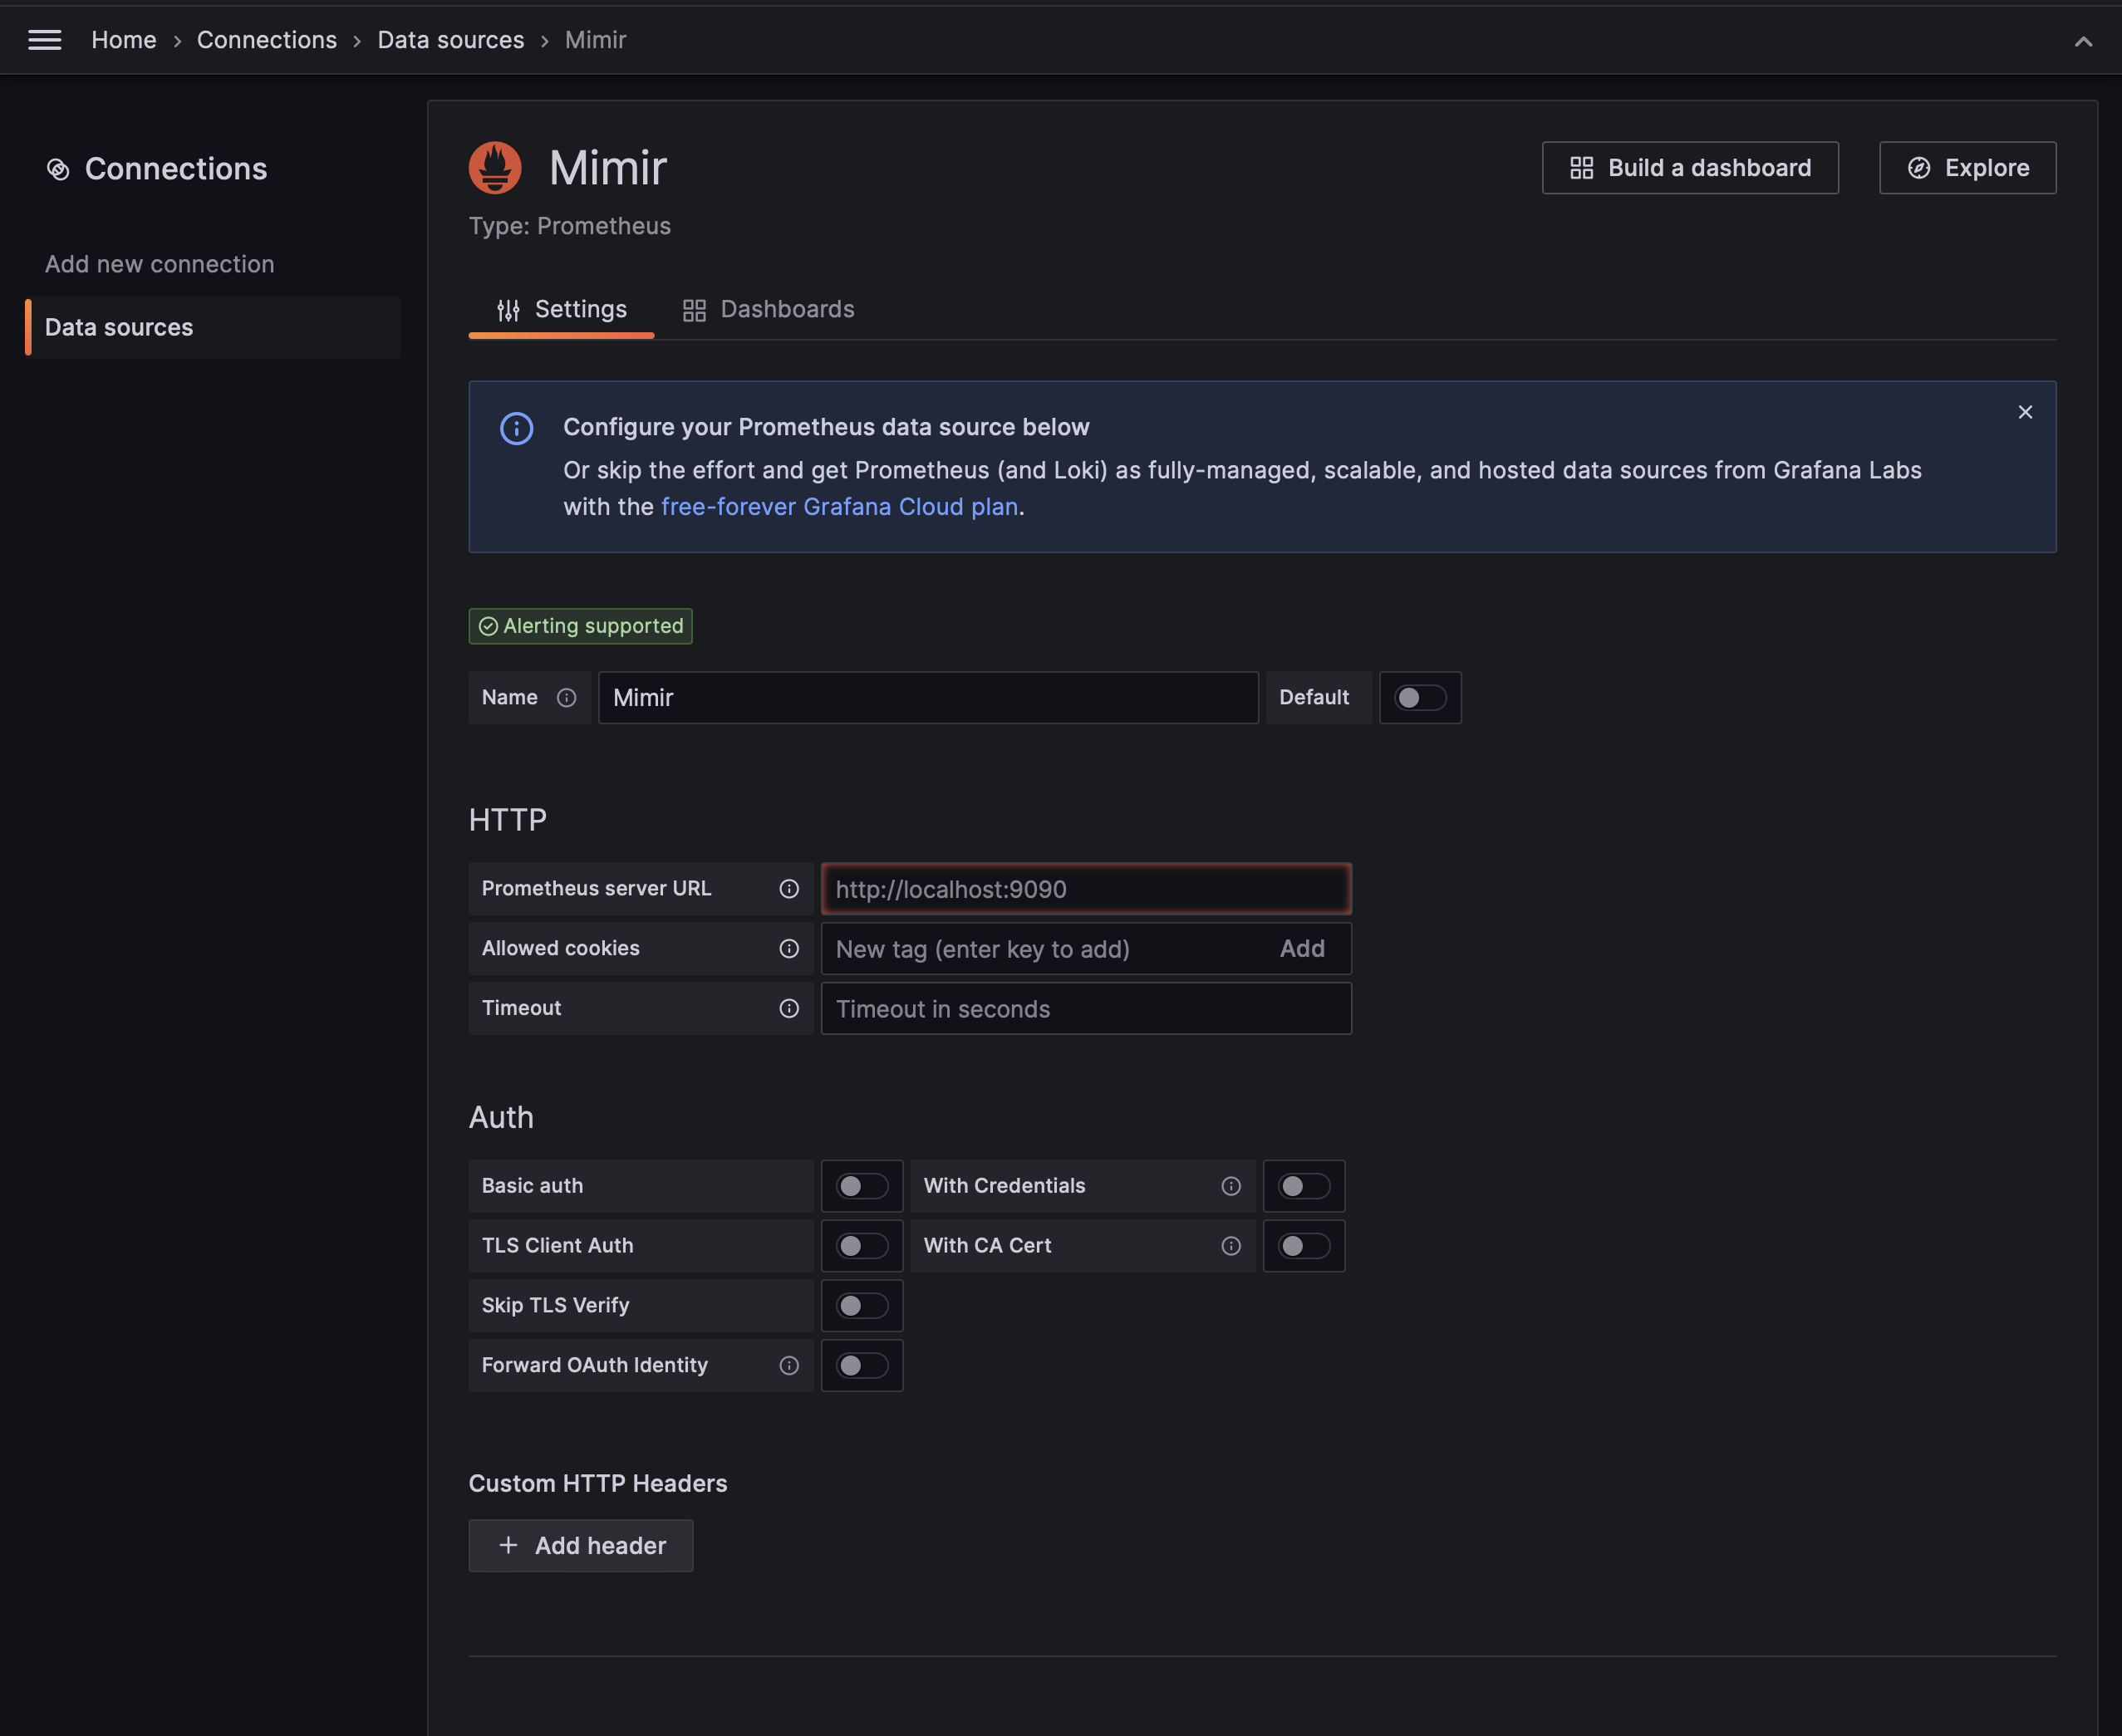 Home › Connections › Data sources › Mimir
Connections
Add new connection
Data sources
Mimir
Build a dashboard
Explore
Type: Prometheus
Settings
Dashboards
Configure your Prometheus data source below
Or skip the effort and get Prometheus (and Loki) as fully-managed, scalable, and hosted data sources from Grafana Labs
with the free-forever Grafana Cloud plan.
Alerting supported
Name Mimir Default
HTTP
Prometheus server URL http://localhost:9090
Allowed cookies New tag (enter key to add) Add
Timeout Timeout in seconds
Auth
Basic auth With Credentials
TLS Client Auth With CA Cert
Skip TLS Verify
Forward OAuth Identity
Custom HTTP Headers
+ Add header